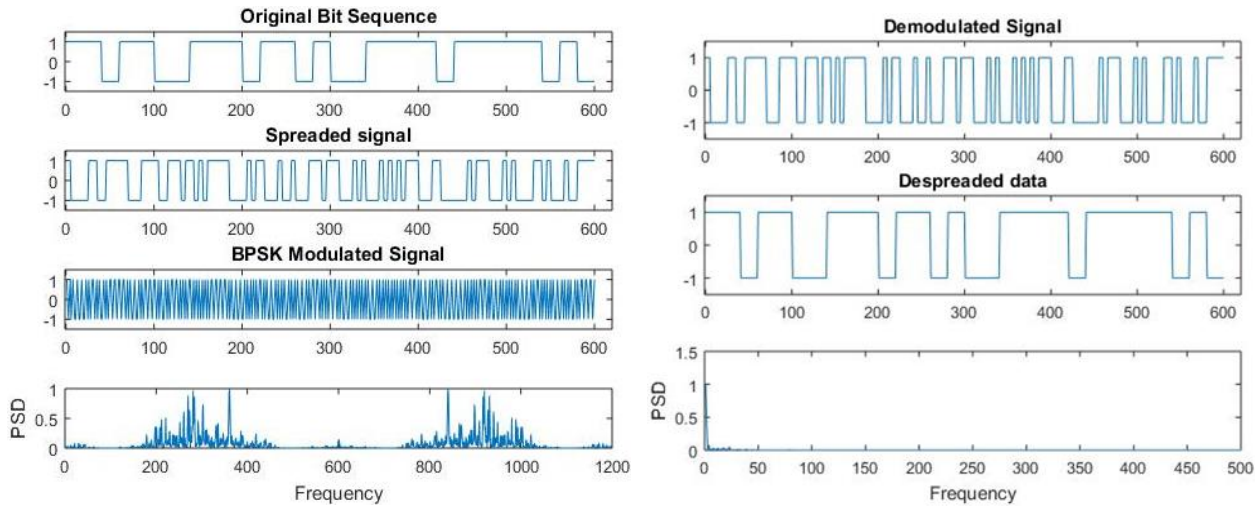 Original Bit Sequence
1
0
-1
0 100 200 300 400 500 600
Spreaded signal
1
0
-1
0 100 200 300 400 500 600
BPSK Modulated Signal
1
0
-1
0 100 200 300 400 500 600
PSD
1
0.5
0
0 200 400 600 800 1000 1200
Frequency
Demodulated Signal
1
0
-1
0 100 200 300 400 500 600
Despreaded data
1
0
-1
0 100 200 300 400 500 600
PSD
1.5
1
0.5
0
0 50 100 150 200 250 300 350 400 450 500
Frequency